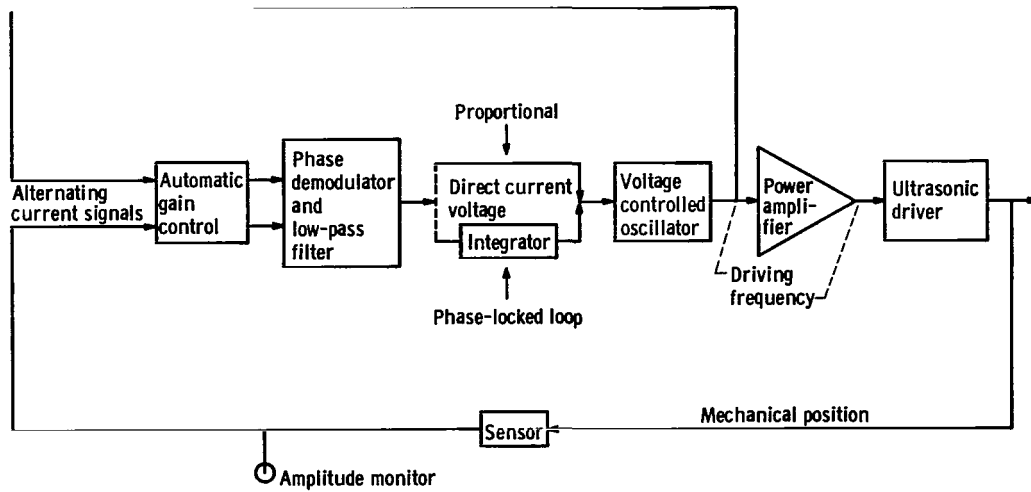 Proportional
Alternating
current signals
Automatic
gain
control
Phase
demodulator
and
low-pass
filter
Direct current
voltage
Integrator
Voltage
controlled
oscillator
Power
ampli-
fier
Ultrasonic
driver
Driving
frequency
Phase-locked loop
Mechanical position
Sensor
Amplitude monitor